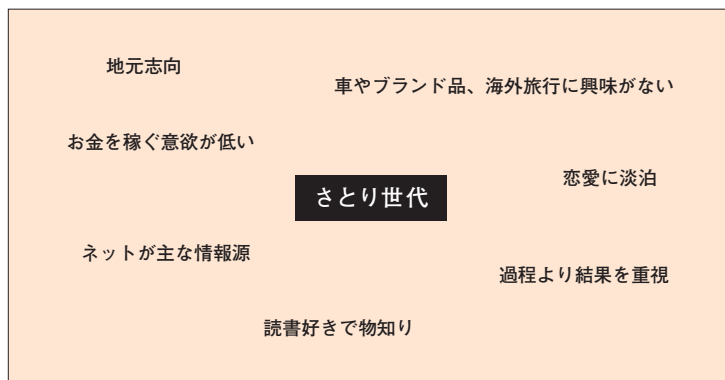 地元志向
車やブランド品、海外旅行に興味がない
お金を稼ぐ意欲が低い
恋愛に淡泊
さとり世代
ネットが主な情報源
過程より結果を重視
読書好きで物知り